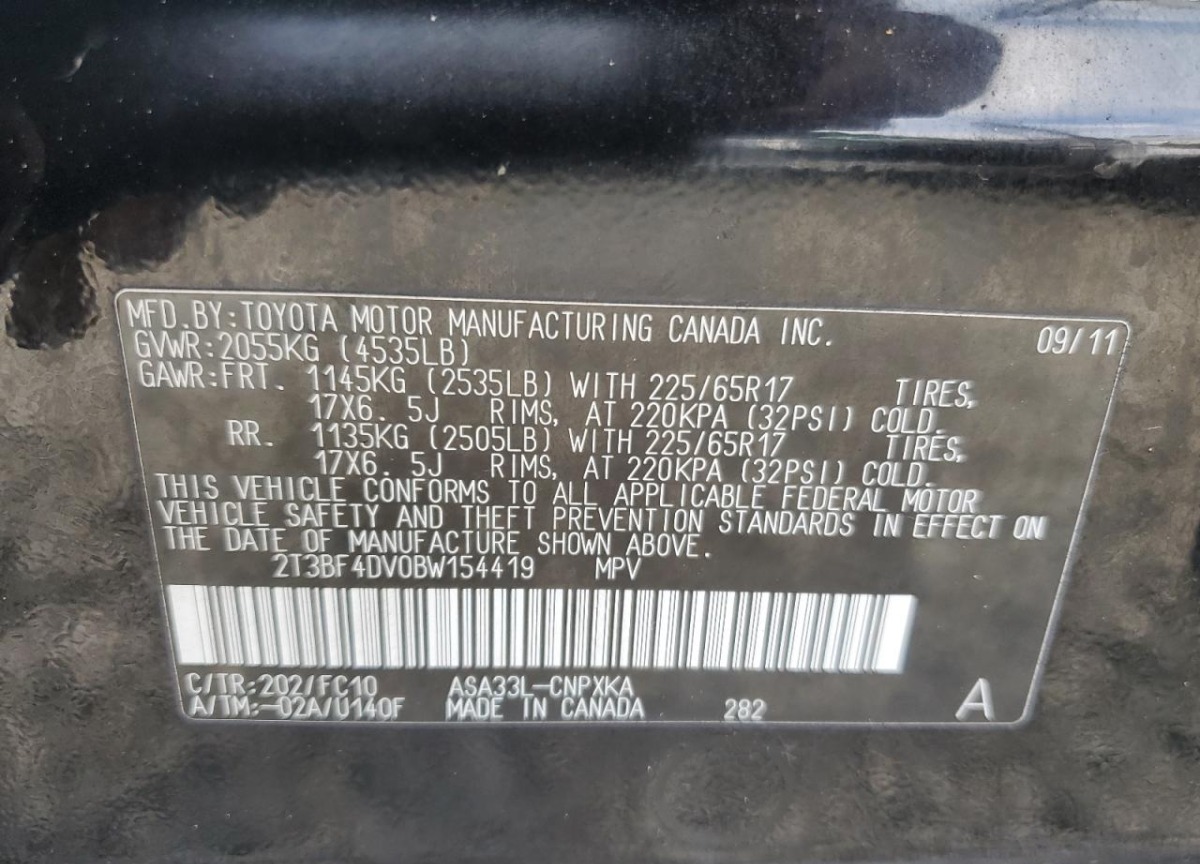 MFD.BY:TOYOTA MOTOR MANUFACTURING CANADA INC. 09/11
GVWR:2055KG (4535LB)
GAWR:FRT. 1145KG (2535LB) WITH 225/65R17 TIRES,
17X6.5J RIMS, AT 220KPA (32PSI) COLD.
RR. 1135KG (2505LB) WITH 225/65R17 TIRES,
17X6.5J RIMS, AT 220KPA (32PSI) COLD.
THIS VEHICLE CONFORMS TO ALL APPLICABLE FEDERAL MOTOR
VEHICLE SAFETY AND THEFT PREVENTION STANDARDS IN EFFECT ON
THE DATE OF MANUFACTURE SHOWN ABOVE.
2T3BF4DV0BW154419 MPV
C/TR:202/FC10 ASA33L-CNPXKA
A/TM:-02A/U140F MADE IN CANADA 282 A